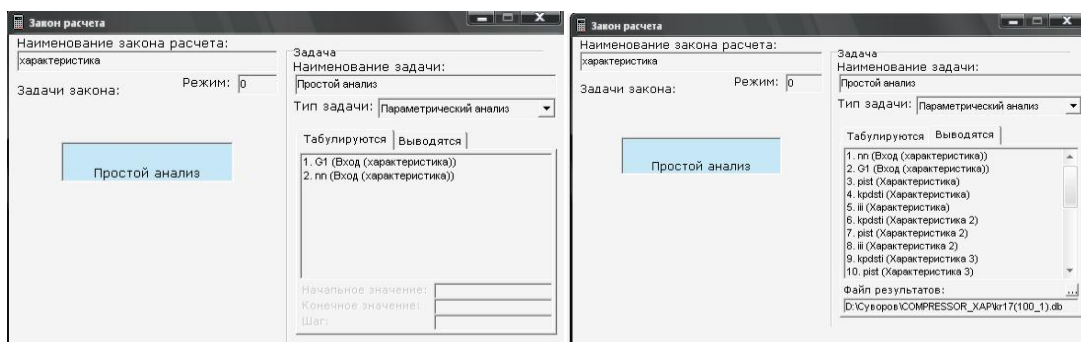 Закон расчета
Наименование закона расчета:
характеристика
Режим: 0
Задачи закона:
Простой анализ
Задача
Наименование задачи:
Простой анализ
Тип задачи: Параметрический анализ
Табулируются Выводятся
1. G1 (Вход (характеристика))
2. nn (Вход (характеристика))
Начальное значение:
Конечное значение:
Шаг:
Закон расчета
Наименование закона расчета:
характеристика
Режим: 0
Задачи закона:
Простой анализ
Задача
Наименование задачи:
Простой анализ
Тип задачи: Параметрический анализ
Табулируются Выводятся
1. nn (Вход (характеристика))
2. G1 (Вход (характеристика))
3. pist (Характеристика)
4. kpdsti (Характеристика)
5. iii (Характеристика)
6. kpdsti (Характеристика 2)
7. pist (Характеристика 2)
8. iii (Характеристика 2)
9. kpdsti (Характеристика 3)
10. pist (Характеристика 3)
Файл результатов:
...
D:\Суворов\COMPRESSOR_XAP\kr17(100_1).db